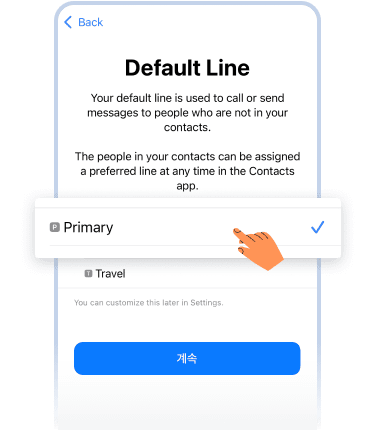 Back
Default Line
Your default line is used to call or send
messages to people who are not in your
contacts.
The people in your contacts can be assigned
a preferred line at any time in the Contacts
app.
P Primary
T Travel
You can customize this later in Settings.
계속